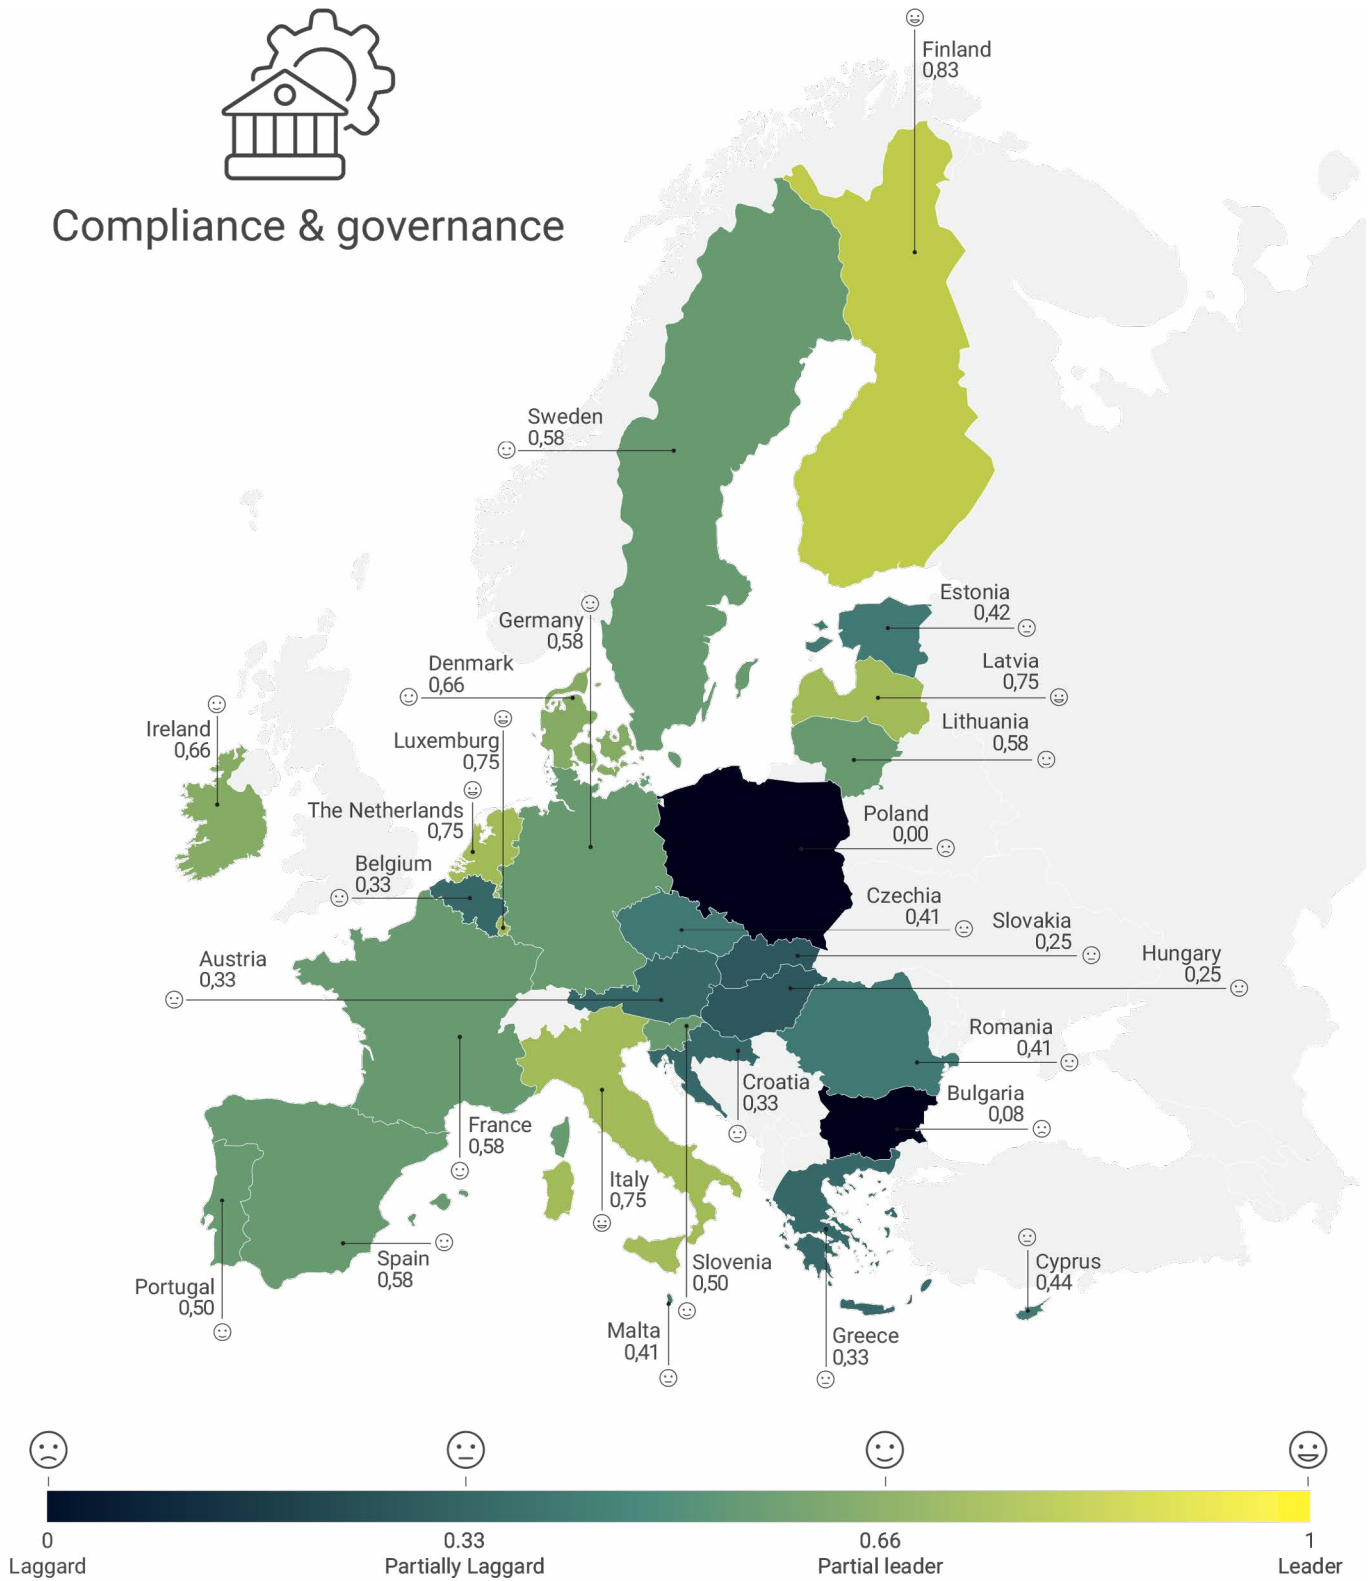 Compliance & governance
Finland
0,83
Sweden
0,58
Estonia
0,42
Germany
0,58
Latvia
0,75
Denmark
0,66
Lithuania
0,58
Ireland
0,66
Luxemburg
0,75
The Netherlands
0,75
Poland
0,00
Belgium
0,33
Czechia
0,41
Slovakia
0,25
Hungary
0,25
Austria
0,33
Romania
0,41
Croatia
0,33
Bulgaria
0,08
France
0,58
Italy
0,75
Spain
0,58
Slovenia
0,50
Cyprus
0,44
Portugal
0,50
Malta
0,41
Greece
0,33
0
0.33
0.66
1
Laggard
Partially Laggard
Partial leader
Leader